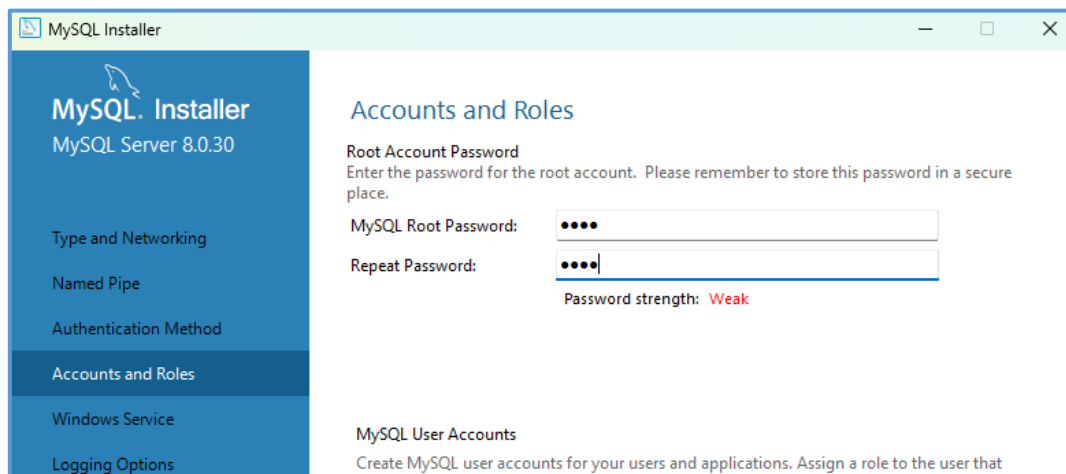 MySQL Installer
MySQL. Installer
MySQL Server 8.0.30
Type and Networking
Named Pipe
Authentication Method
Accounts and Roles
Windows Service
Logging Options
Accounts and Roles
Root Account Password
Enter the password for the root account. Please remember to store this password in a secure
place.
MySQL Root Password: ●●●●
Repeat Password: ●●●●
Password strength: Weak
MySQL User Accounts
Create MySQL user accounts for your users and applications. Assign a role to the user that